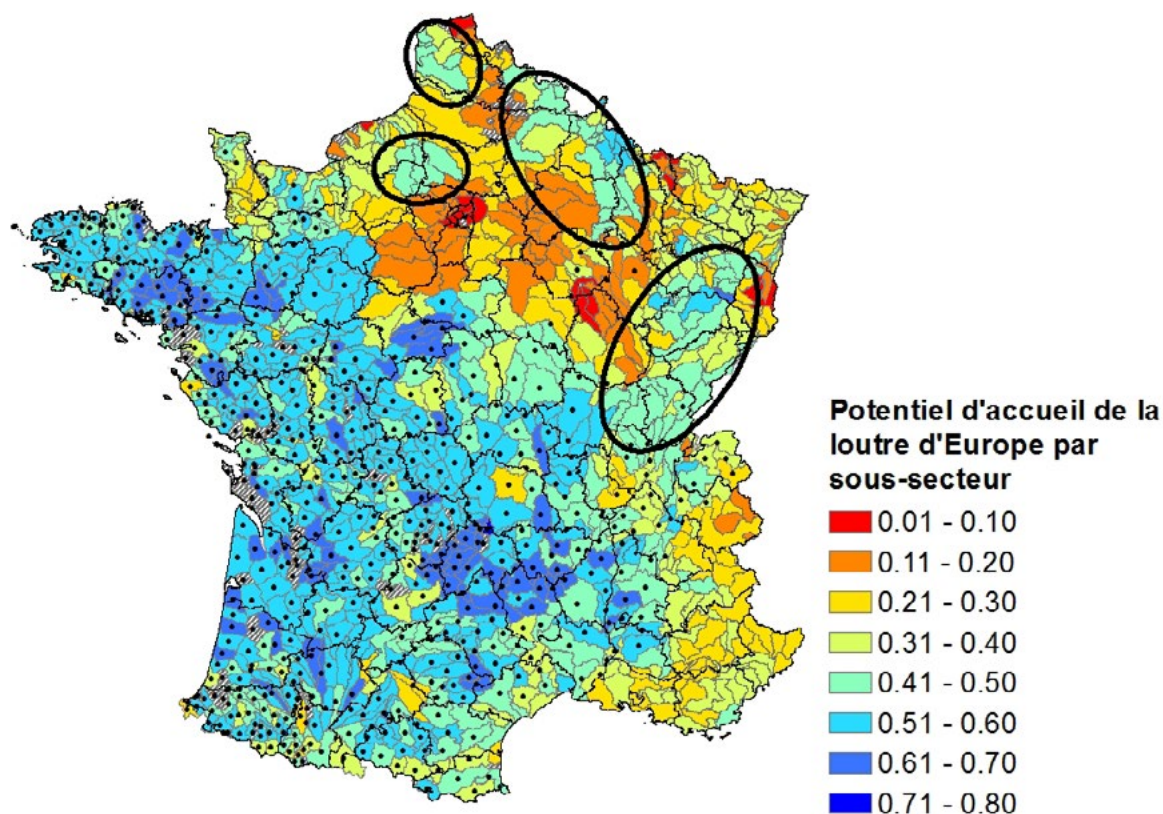 Potentiel d'accueil de la
loutre d'Europe par
sous-secteur
0.01 - 0.10
0.11 - 0.20
0.21 - 0.30
0.31 - 0.40
0.41 - 0.50
0.51 - 0.60
0.61 - 0.70
0.71 - 0.80